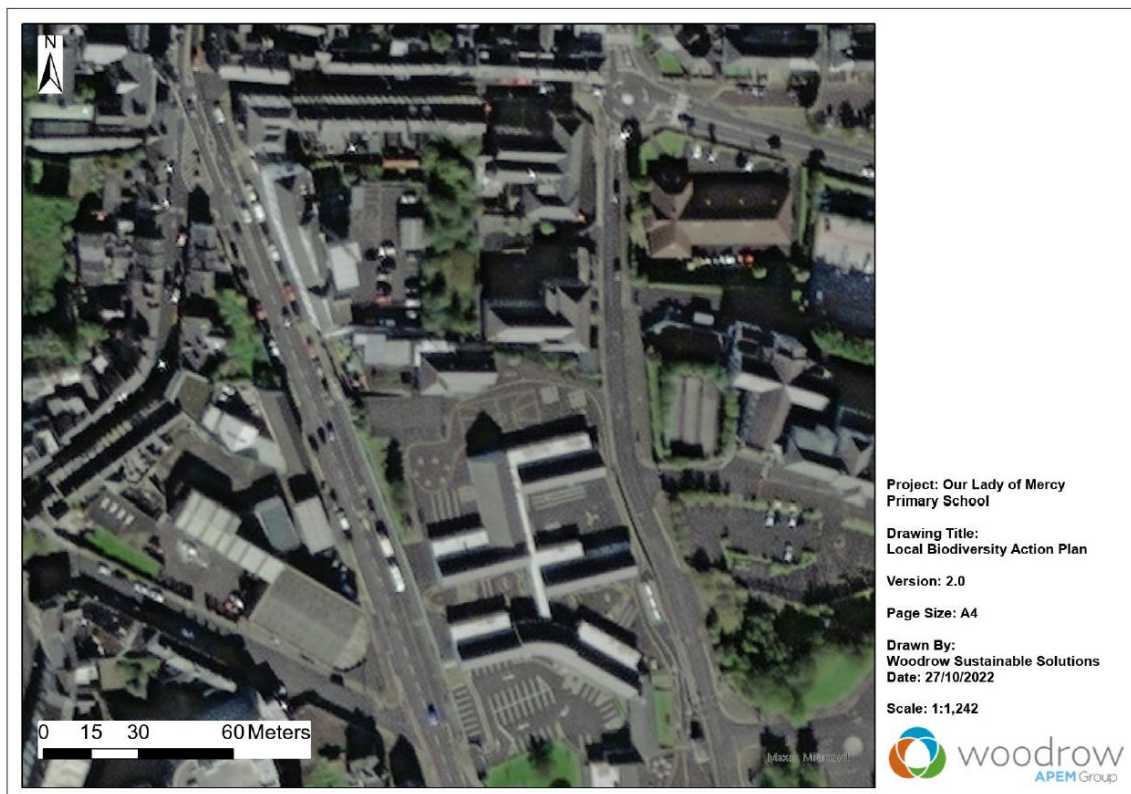 N
0 15 30 60 Meters
Maxar, Microsoft
Project: Our Lady of Mercy
Primary School
Drawing Title:
Local Biodiversity Action Plan
Version: 2.0
Page Size: A4
Drawn By:
Woodrow Sustainable Solutions
Date: 27/10/2022
Scale: 1:1,242
woodrow
APEM Group